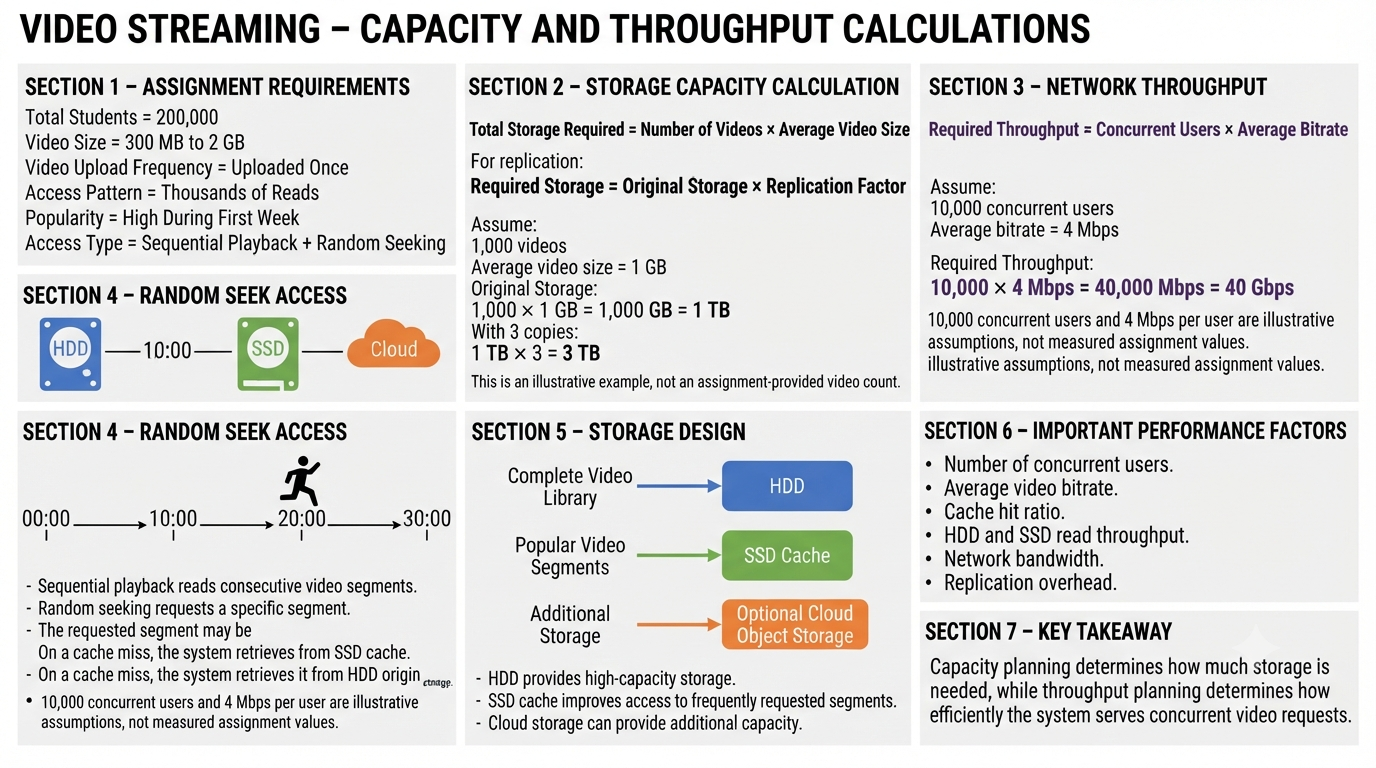 VIDEO STREAMING – CAPACITY AND THROUGHPUT CALCULATIONS
SECTION 1 – ASSIGNMENT REQUIREMENTS
Total Students = 200,000
Video Size = 300 MB to 2 GB
Video Upload Frequency = Uploaded Once
Access Pattern = Thousands of Reads
Popularity = High During First Week
Access Type = Sequential Playback + Random Seeking
SECTION 2 – STORAGE CAPACITY CALCULATION
Total Storage Required = Number of Videos × Average Video Size
For replication:
Required Storage = Original Storage × Replication Factor
Assume:
1,000 videos
Average video size = 1 GB
Original Storage:
1,000 × 1 GB = 1,000 GB = 1 TB
With 3 copies:
1 TB × 3 = 3 TB
This is an illustrative example, not an assignment-provided video count.
SECTION 3 – NETWORK THROUGHPUT
Required Throughput = Concurrent Users × Average Bitrate
Assume:
10,000 concurrent users
Average bitrate = 4 Mbps
Required Throughput:
10,000 × 4 Mbps = 40,000 Mbps = 40 Gbps
10,000 concurrent users and 4 Mbps per user are illustrative
assumptions, not measured assignment values.
illustrative assumptions, not measured assignment values.
SECTION 4 – RANDOM SEEK ACCESS
HDD 10:00 SSD Cloud
SECTION 4 – RANDOM SEEK ACCESS
00:00 10:00 20:00 30:00
- Sequential playback reads consecutive video segments.
- Random seeking requests a specific segment.
- The requested segment may be
On a cache miss, the system retrieves from SSD cache.
- On a cache miss, the system retrieves it from HDD origin
• 10,000 concurrent users and 4 Mbps per user are illustrative
assumptions, not measured assignment values.
SECTION 5 – STORAGE DESIGN
Complete Video
Library
HDD
Popular Video
Segments
SSD Cache
Additional
Storage
Optional Cloud
Object Storage
- HDD provides high-capacity storage.
- SSD cache improves access to frequently requested segments.
- Cloud storage can provide additional capacity.
SECTION 6 – IMPORTANT PERFORMANCE FACTORS
• Number of concurrent users.
• Average video bitrate.
• Cache hit ratio.
• HDD and SSD read throughput.
• Network bandwidth.
• Replication overhead.
SECTION 7 – KEY TAKEAWAY
Capacity planning determines how much storage is
needed, while throughput planning determines how
efficiently the system serves concurrent video requests.